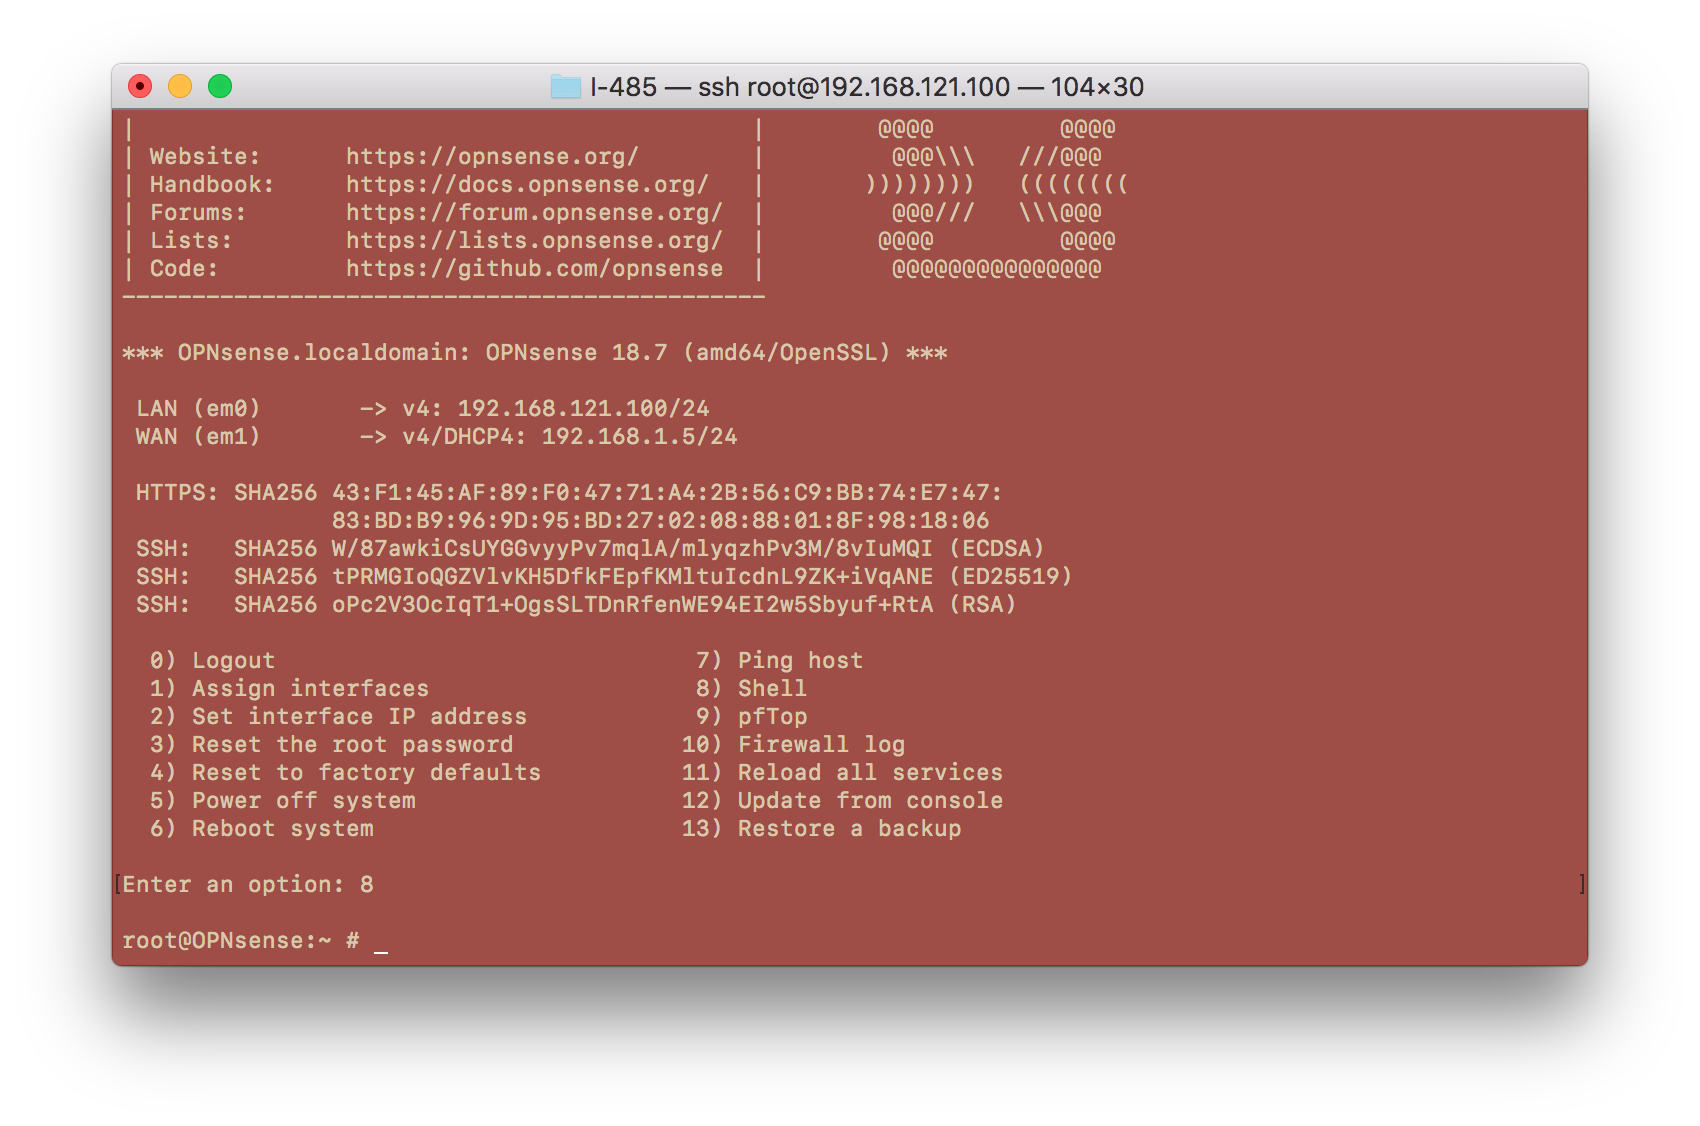 l-485 — ssh root@192.168.121.100 — 104×30
|                                             |        @@@@         @@@@
| Website:      https://opnsense.org/        |         @@@\\\   ///@@@
| Handbook:     https://docs.opnsense.org/   |       ))))))))   ((((((((
| Forums:       https://forum.opnsense.org/  |         @@@///   \\\@@@
| Lists:        https://lists.opnsense.org/  |        @@@@         @@@@
| Code:         https://github.com/opnsense  |         @@@@@@@@@@@@@@@
----------------------------------------------
*** OPNsense.localdomain: OPNsense 18.7 (amd64/OpenSSL) ***
LAN (em0)       -> v4: 192.168.121.100/24
WAN (em1)       -> v4/DHCP4: 192.168.1.5/24
HTTPS: SHA256 43:F1:45:AF:89:F0:47:71:A4:2B:56:C9:BB:74:E7:47:
83:BD:B9:96:9D:95:BD:27:02:08:88:01:8F:98:18:06
SSH:   SHA256 W/87awkiCsUYGGvyyPv7mqlA/mlyqzhPv3M/8vIuMQI (ECDSA)
SSH:   SHA256 tPRMGIoQGZVlvKH5DfkFEpfKMltuIcdnL9ZK+iVqANE (ED25519)
SSH:   SHA256 oPc2V3OcIqT1+OgsSLTDnRfenWE94EI2w5Sbyuf+RtA (RSA)
0) Logout                              7) Ping host
1) Assign interfaces                   8) Shell
2) Set interface IP address            9) pfTop
3) Reset the root password            10) Firewall log
4) Reset to factory defaults          11) Reload all services
5) Power off system                   12) Update from console
6) Reboot system                      13) Restore a backup
[Enter an option: 8 ]
root@OPNsense:~ # _